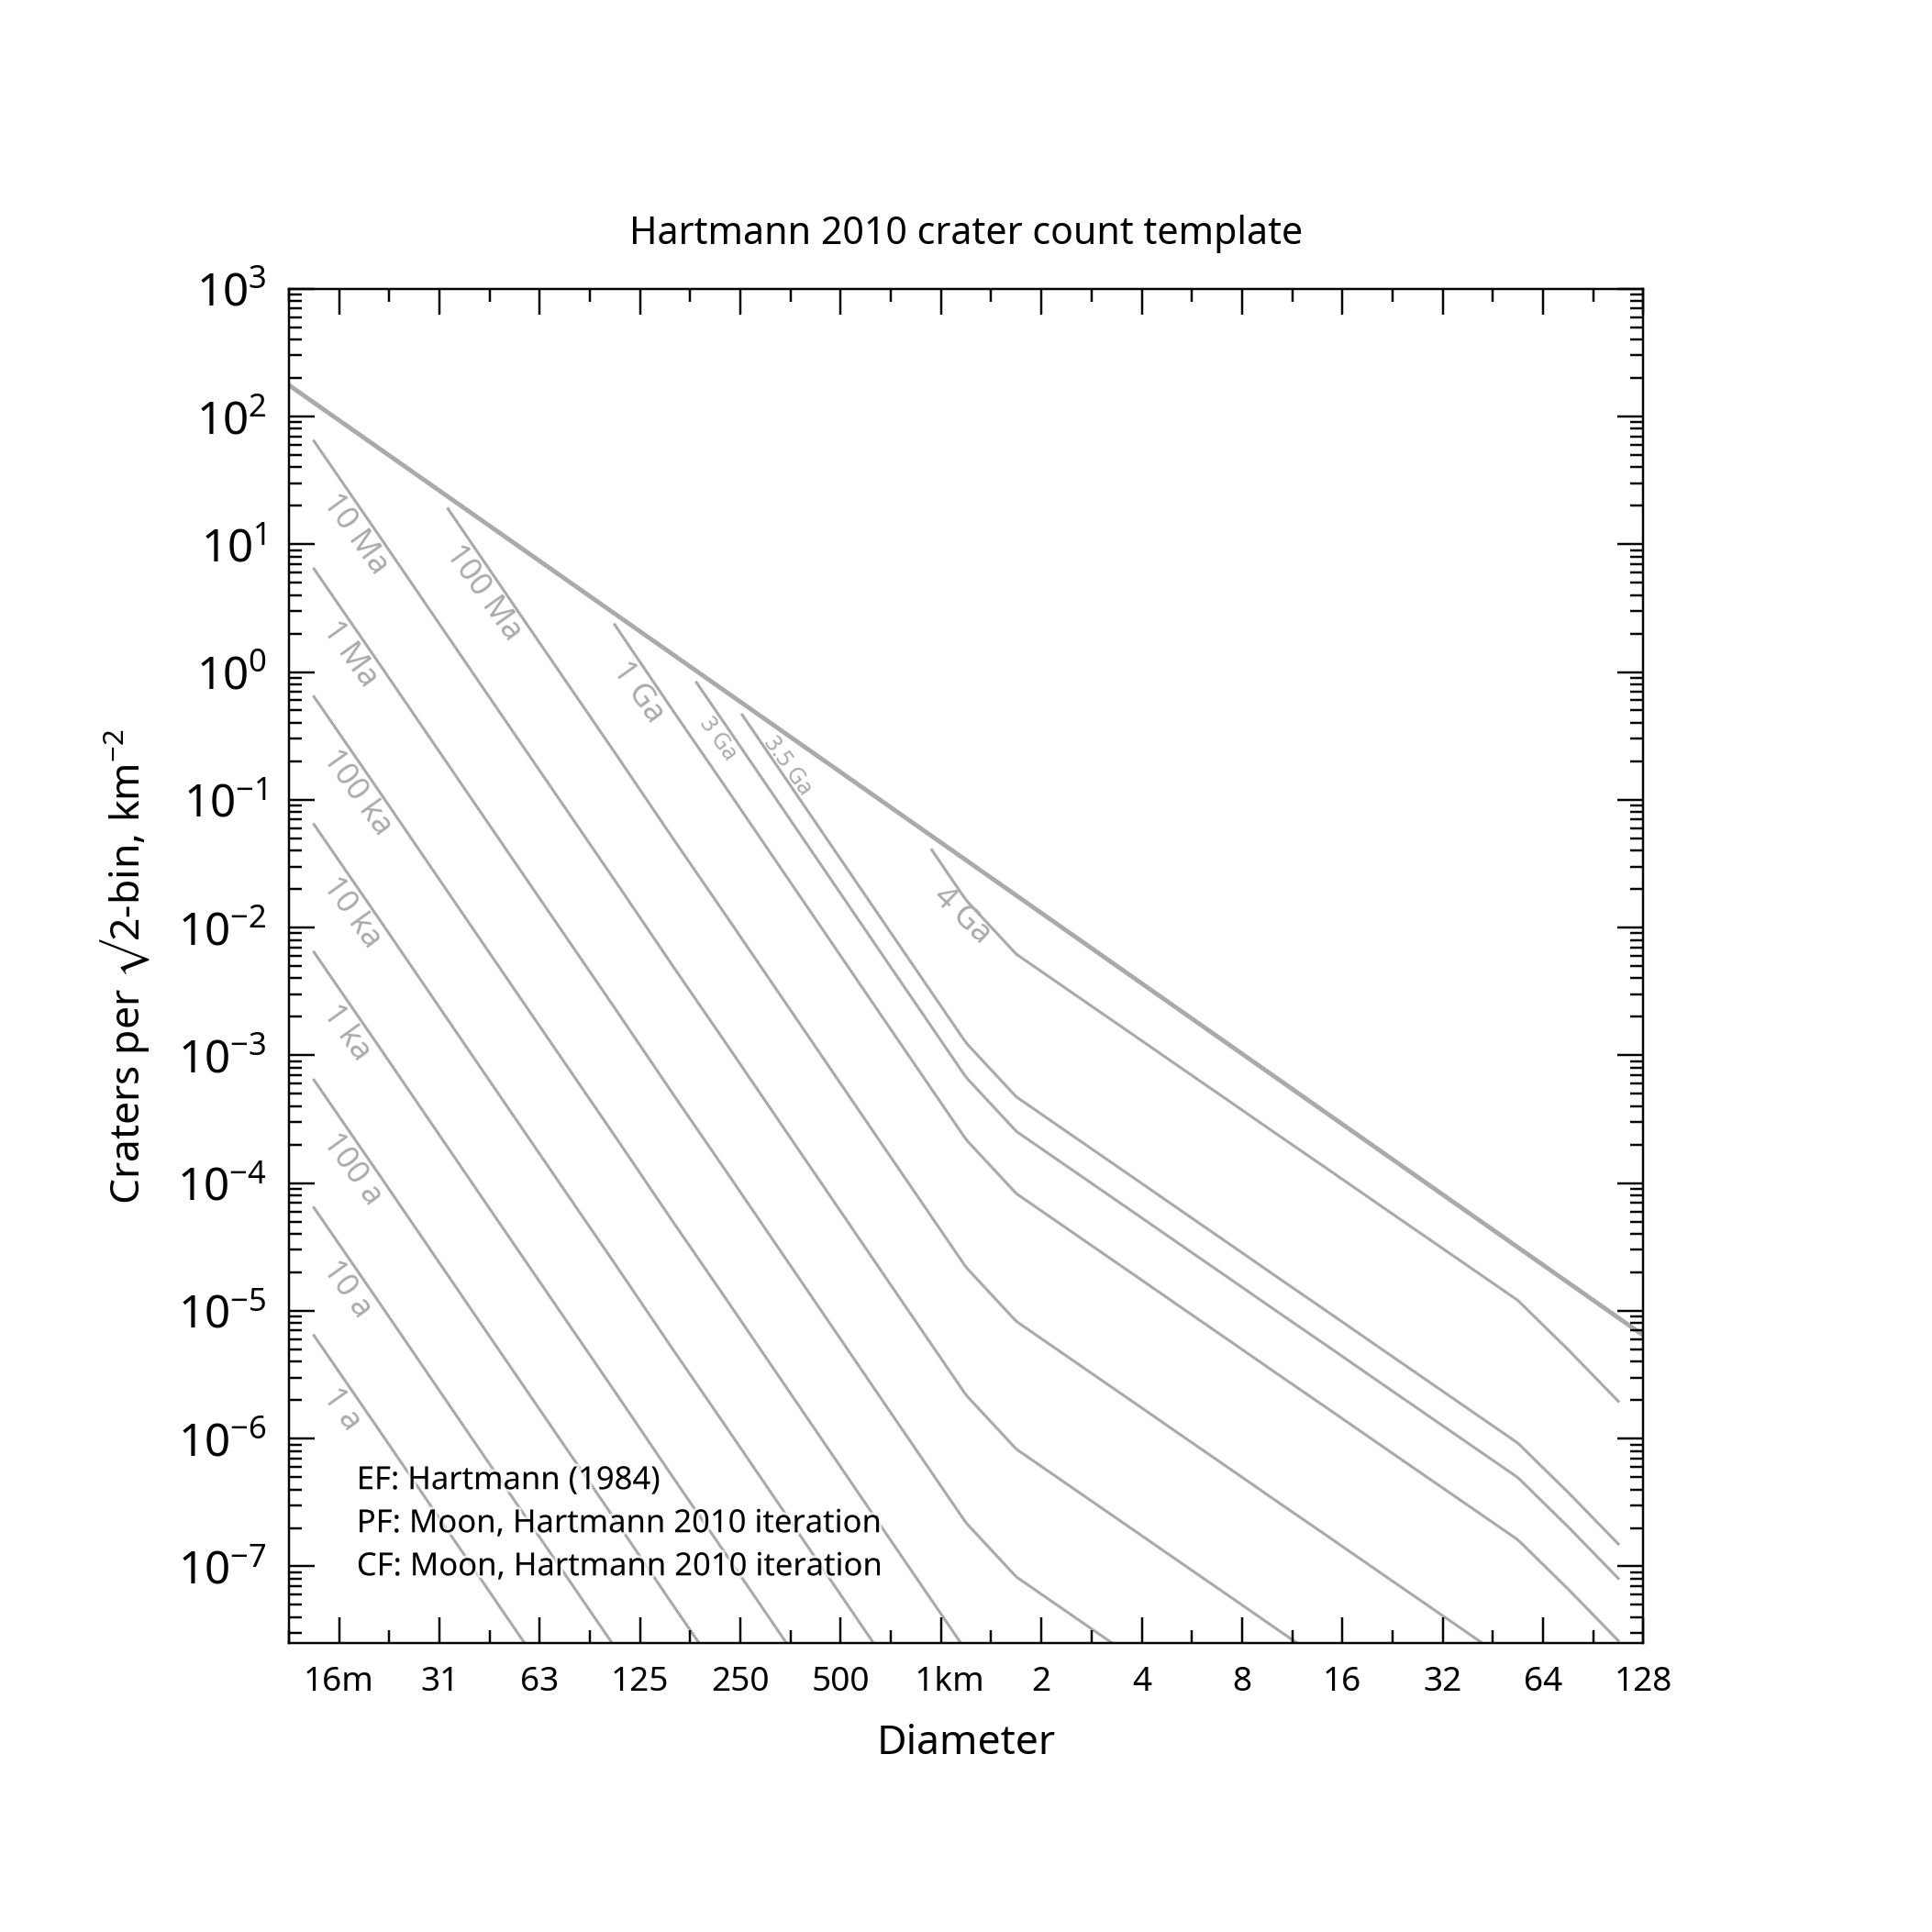 Hartmann 2010 crater count template
Craters per √2-bin, km⁻²
10³
10²
10¹
10⁰
10⁻¹
10⁻²
10⁻³
10⁻⁴
10⁻⁵
10⁻⁶
10⁻⁷
10 Ma
100 Ma
1 Ma
1 Ga
3 Ga
3.5 Ga
100 ka
4 Ga
10 ka
1 ka
100 a
10 a
1 a
EF: Hartmann (1984)
PF: Moon, Hartmann 2010 iteration
CF: Moon, Hartmann 2010 iteration
16m 31 63 125 250 500 1km 2 4 8 16 32 64 128
Diameter